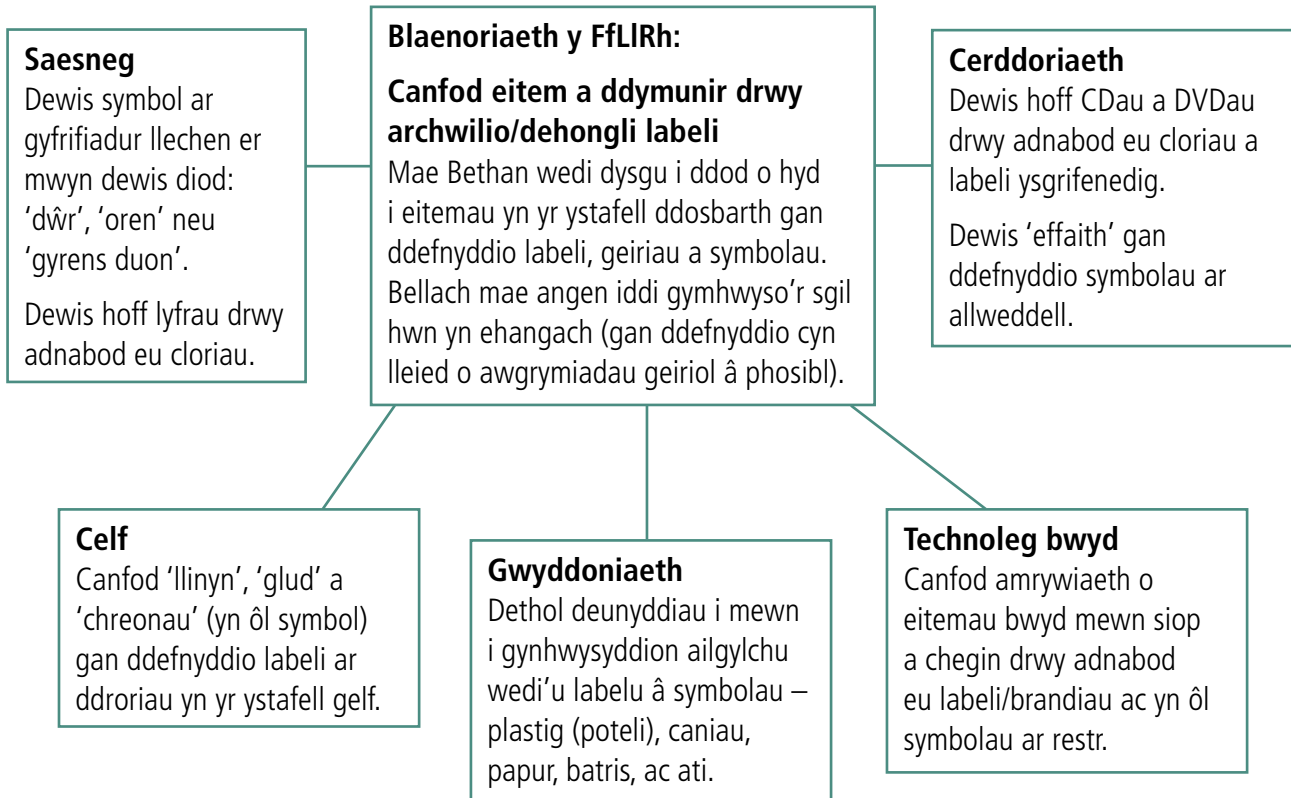 Saesneg
Dewis symbol ar
gyfrifiadur llechen er
mwyn dewis diod:
‘dŵr’, ‘oren’ neu
‘gyrens duon’.
Dewis hoff lyfrau drwy
adnabod eu cloriau.
Blaenoriaeth y FfLlRh:
Canfod eitem a ddymunir drwy
archwilio/dehongli labeli
Mae Bethan wedi dysgu i ddod o hyd
i eitemau yn yr ystafell ddosbarth gan
ddefnyddio labeli, geiriau a symbolau.
Bellach mae angen iddi gymhwyso’r sgil
hwn yn ehangach (gan ddefnyddio cyn
lleied o awgrymiadau geiriol â phosibl).
Cerddoriaeth
Dewis hoff CDau a DVDau
drwy adnabod eu cloriau a
labeli ysgrifenedig.
Dewis ‘effaith’ gan
ddefnyddio symbolau ar
allweddell.
Celf
Canfod ‘llinyn’, ‘glud’ a
‘chreonau’ (yn ôl symbol)
gan ddefnyddio labeli ar
ddroriau yn yr ystafell gelf.
Gwyddoniaeth
Dethol deunyddiau i mewn
i gynhwysyddion ailgylchu
wedi’u labelu â symbolau –
plastig (poteli), caniau,
papur, batris, ac ati.
Technoleg bwyd
Canfod amrywiaeth o
eitemau bwyd mewn siop
a chegin drwy adnabod
eu labeli/brandiau ac yn ôl
symbolau ar restr.